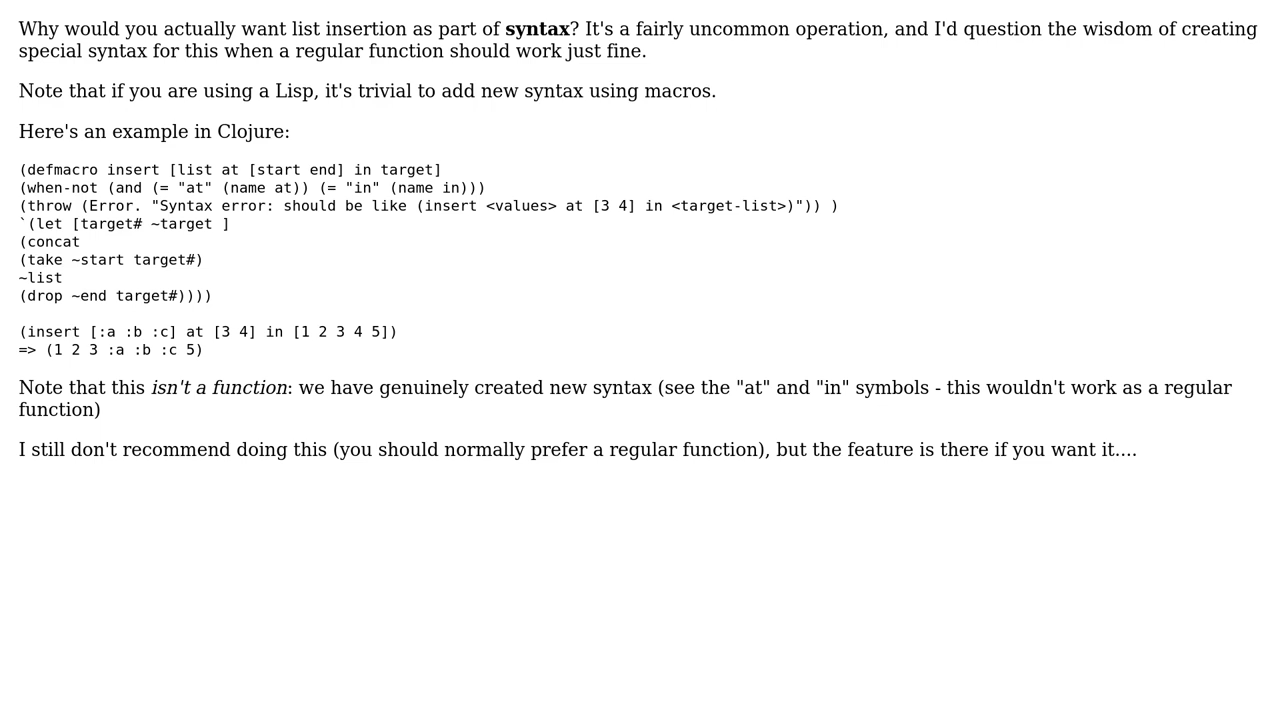 Why would you actually want list insertion as part of syntax? It's a fairly uncommon operation, and I'd question the wisdom of creating
special syntax for this when a regular function should work just fine.
Note that if you are using a Lisp, it's trivial to add new syntax using macros.
Here's an example in Clojure:
(defmacro insert [list at [start end] in target]
(when-not (and (= "at" (name at)) (= "in" (name in)))
(throw (Error. "Syntax error: should be like (insert <values> at [3 4] in <target-list>)")) )
`(let [target# ~target ]
(concat
(take ~start target#)
~list
(drop ~end target#))))
(insert [:a :b :c] at [3 4] in [1 2 3 4 5])
=> (1 2 3 :a :b :c 5)
Note that this isn't a function: we have genuinely created new syntax (see the "at" and "in" symbols - this wouldn't work as a regular
function)
I still don't recommend doing this (you should normally prefer a regular function), but the feature is there if you want it....